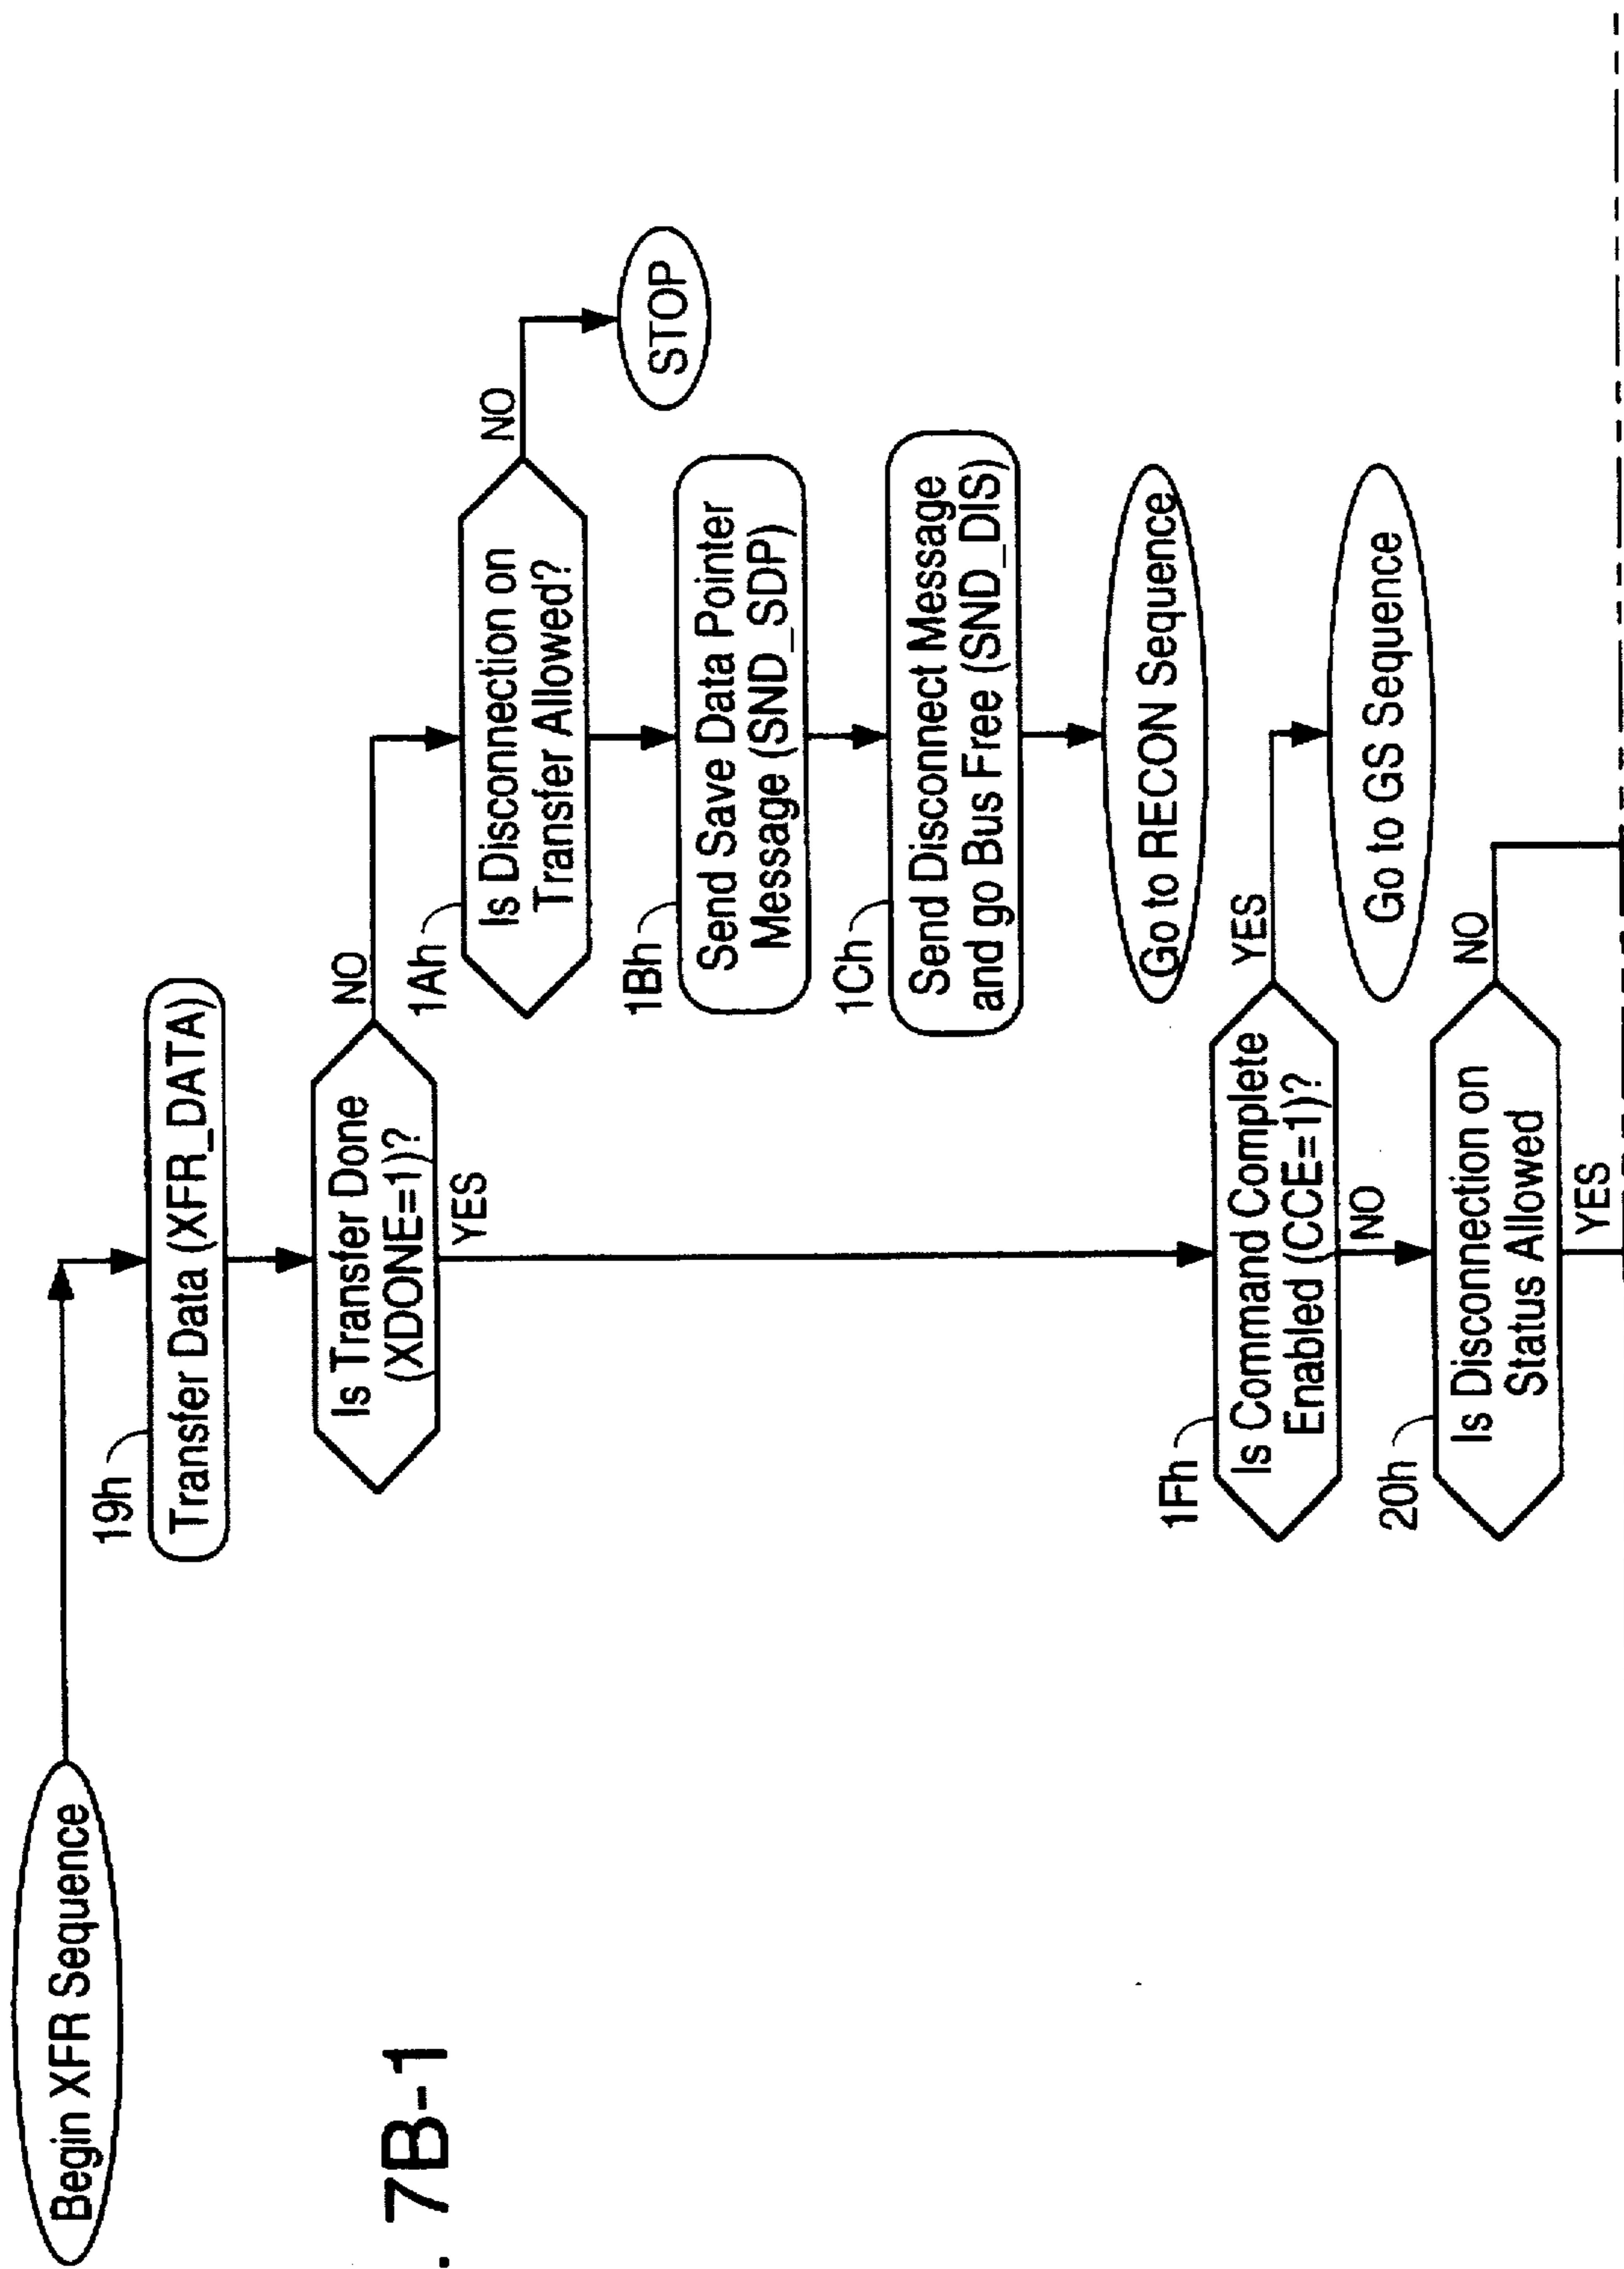 Begin XFR Sequence
19h
Transfer Data (XFR_DATA)
Is Transfer Done
(XDONE=1)?
NO
YES
1Ah
Is Disconnection on
Transfer Allowed?
NO
STOP
1Bh
Send Save Data Pointer
Message (SND_SDP)
1Ch
Send Disconnect Message
and go Bus Free (SND_DIS)
Go to RECON Sequence
1Fh
Is Command Complete
Enabled (CCE=1)?
YES
NO
Go to GS Sequence
20h
Is Disconnection on
Status Allowed
NO
YES
. 7B-1